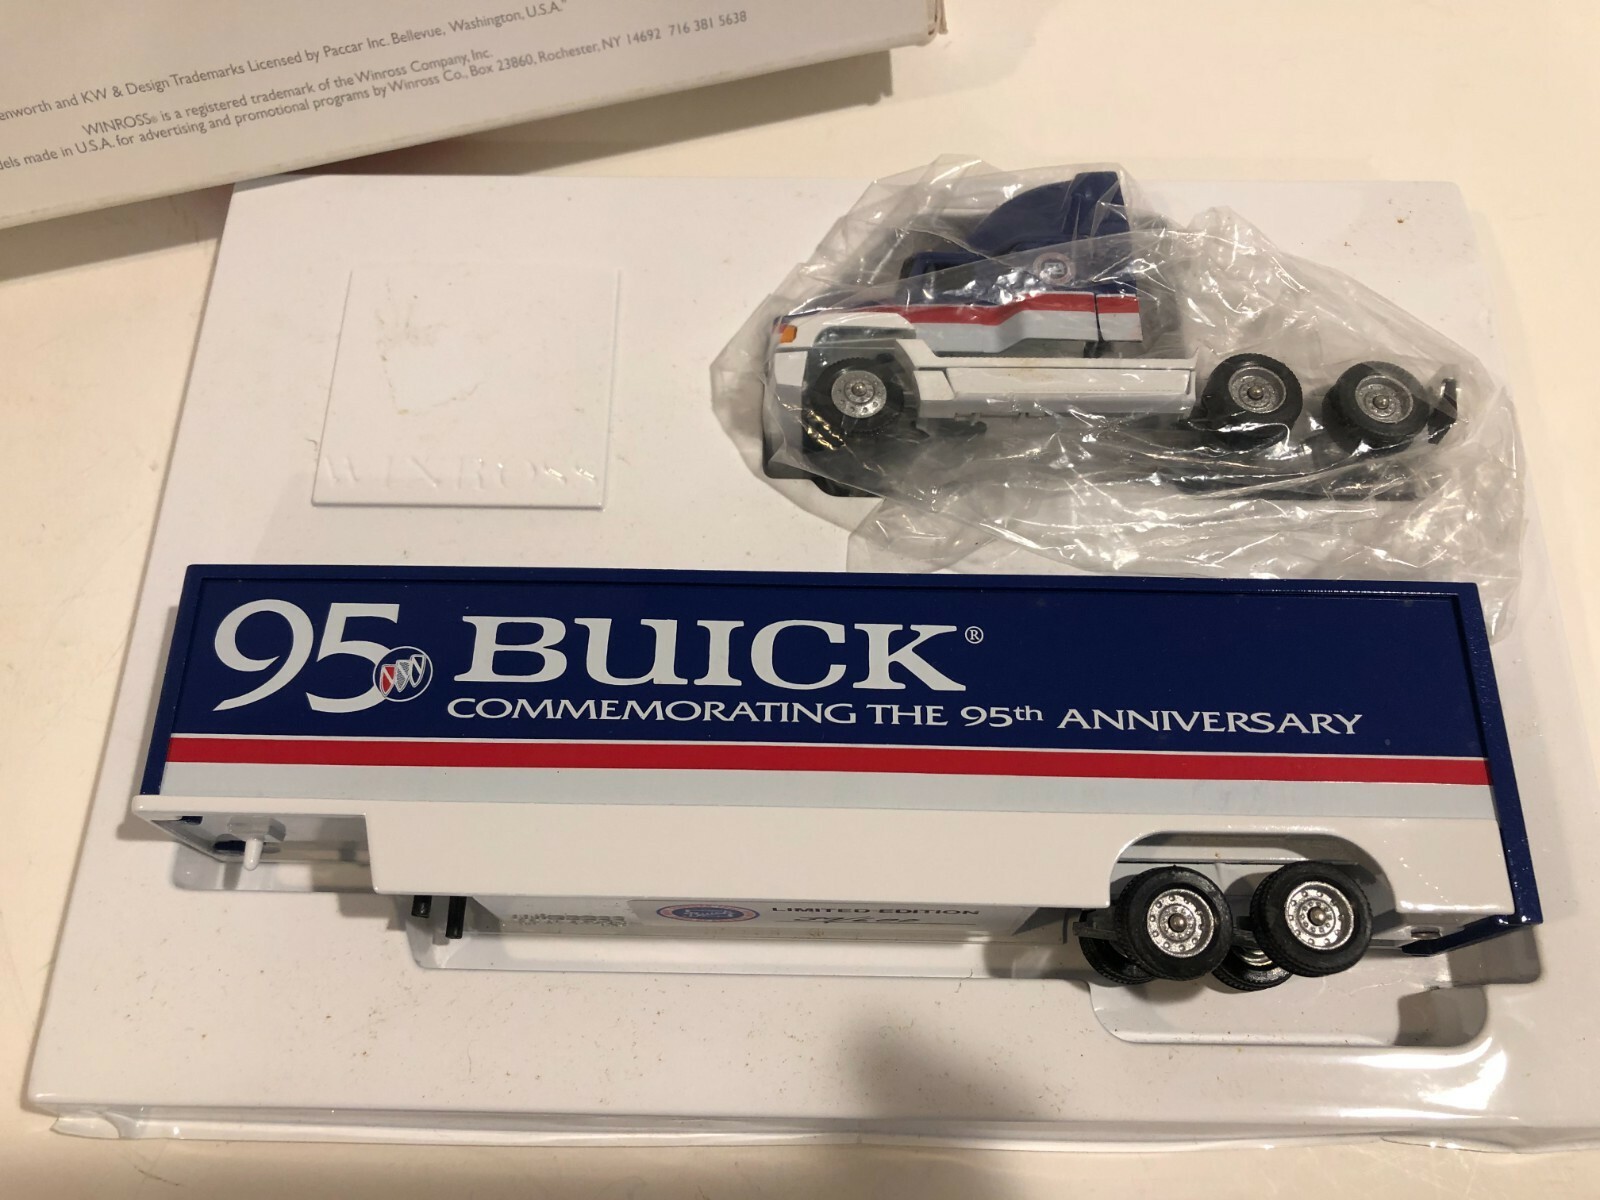 enworth and KW & Design Trademarks Licensed by Paccar Inc. Bellevue, Washington, U.S.A."
WINROSS® is a registered trademark of the Winross Company, Inc.
dels made in U.S.A. for advertising and promotional programs by Winross Co., Box 23860, Rochester, NY 14692 716 381 5638
WINROSS
95 BUICK®
COMMEMORATING THE 95th ANNIVERSARY
Buick
LIMITED EDITION